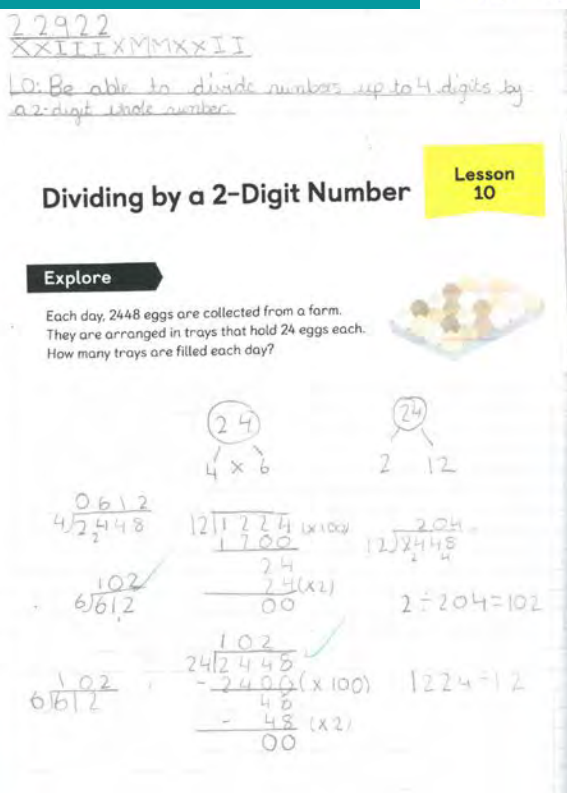 22922
XXIIIXMMXXII
LO: Be able to divide numbers up to 4 digits by
a 2-digit whole number.
Dividing by a 2-Digit Number
Lesson
10
Explore
Each day, 2448 eggs are collected from a farm.
They are arranged in trays that hold 24 eggs each.
How many trays are filled each day?
24
4 × 6
24
2 12
0612
4)2448
2
102
6)612
1
102
6)612
12)1224 (x100)
1200
24
24 (x2)
00
102
24)2448
- 2400 (x 100)
48
- 48 (x2)
00
204
12)2448
2 4
2÷204=102
1224÷12